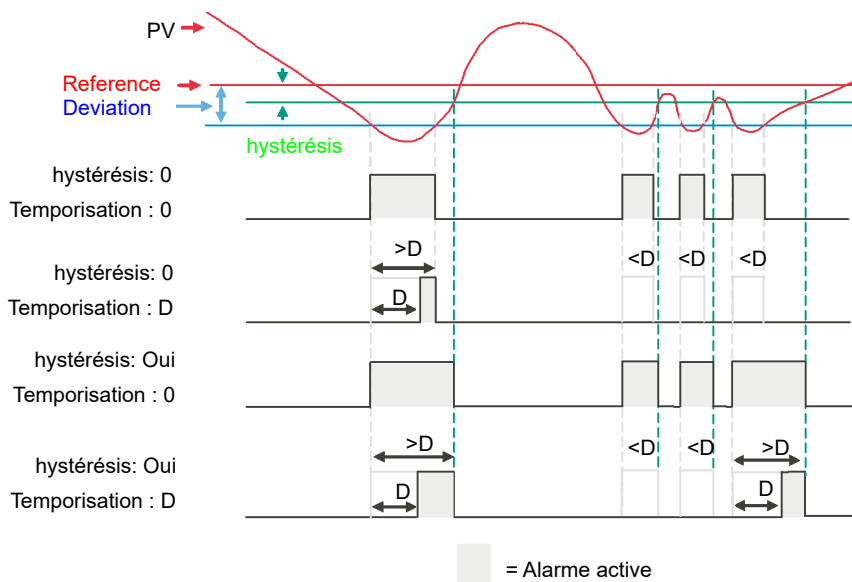 PV
Reference
Deviation
hystérésis
hystérésis: 0
Temporisation : 0
>D
<D <D <D
hystérésis: 0
D
Temporisation : D
hystérésis: Oui
Temporisation : 0
>D <D <D >D
hystérésis: Oui
D D
Temporisation : D
= Alarme active